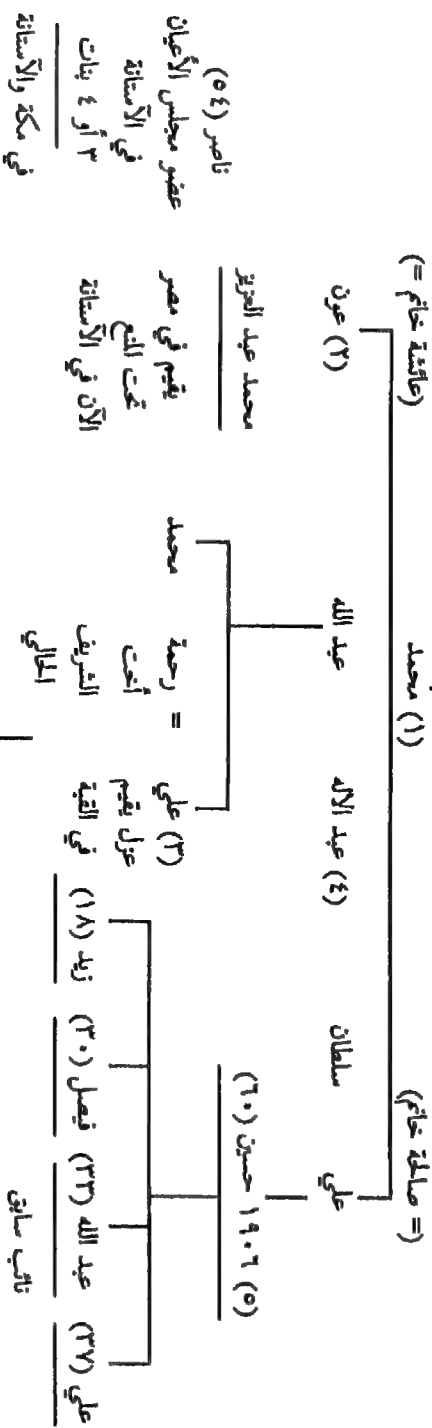 (= صالحة خانم)
(١) محمد
(عائشة خانم =)
علي
سلطان
عبد الاله (٤)
عبد الله
(٢) عون
(٥) ١٩٠٦ حسين (٦٠)
علي (٣٧)
عبد الله (٣٣)
نائب سابق
فيصل (٣٠)
زيد (١٨)
(٣) علي
عزل يقيم
في القبة
=
رحمة
أخت
الشريف
الحالي
محمد
محمد عبد العزيز
يقيم في مصر
تحت المنع
الآن في الآستانة
ناصر (٥٤)
عضو مجلس الأعيان
في الآستانة
٣ أو ٤ بنات
في مكة والآستانة